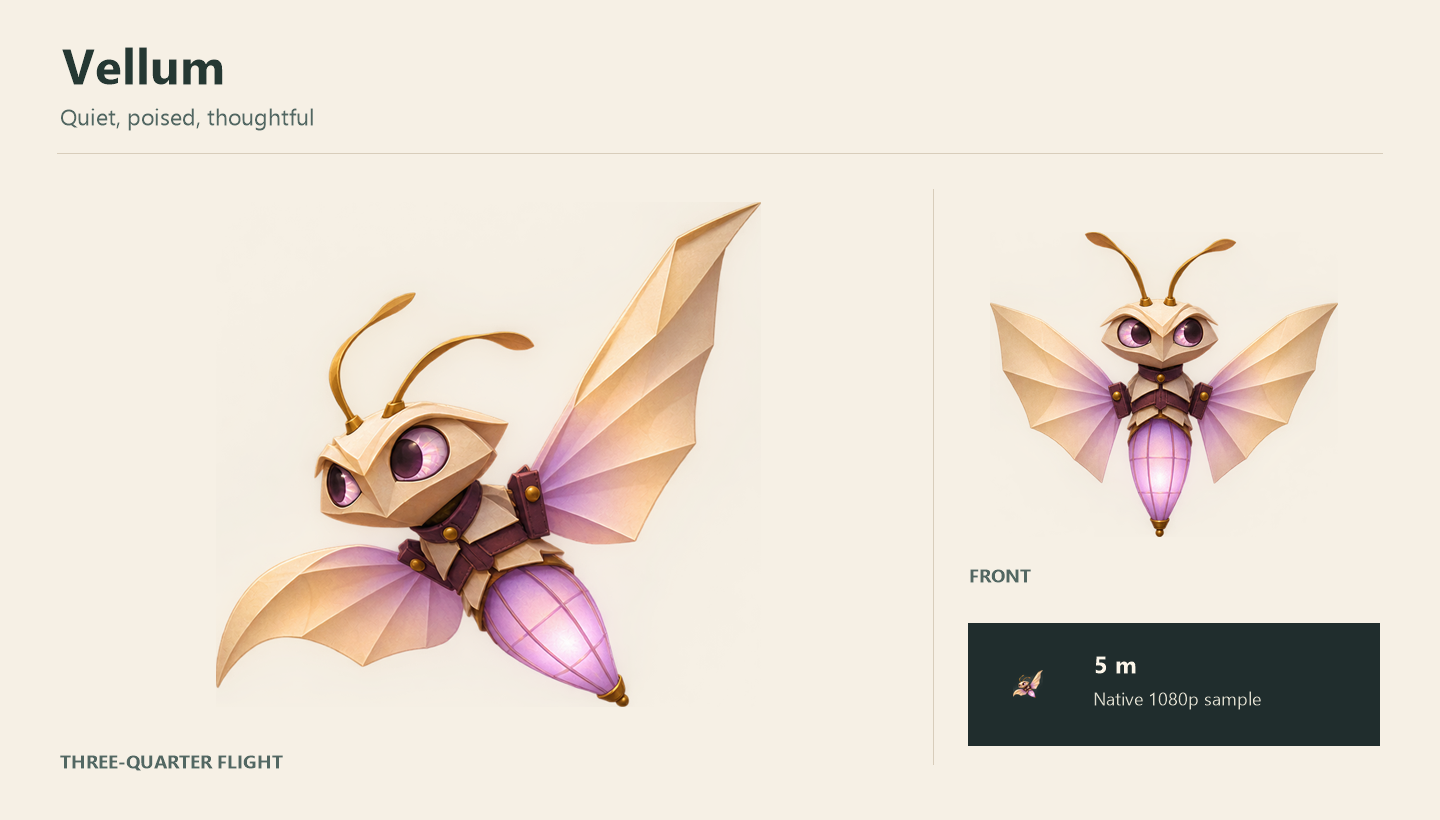 Vellum
Quiet, poised, thoughtful
THREE-QUARTER FLIGHT
FRONT
5 m
Native 1080p sample